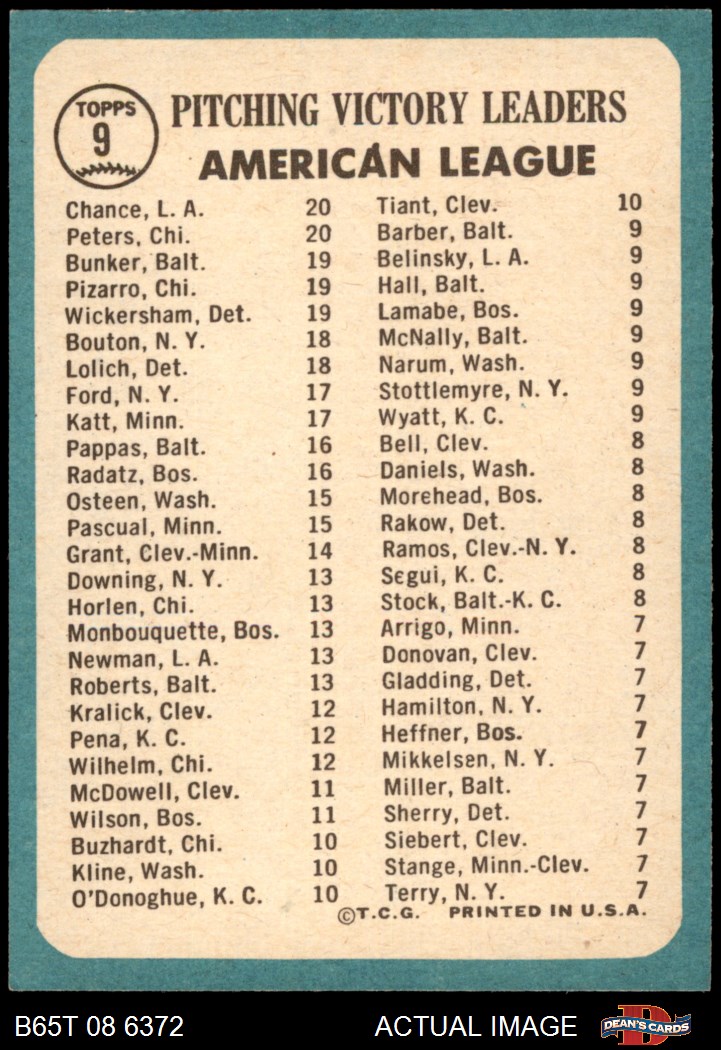 TOPPS
9
PITCHING VICTORY LEADERS
AMERICAN LEAGUE
Chance, L. A. 20
Peters, Chi. 20
Bunker, Balt. 19
Pizarro, Chi. 19
Wickersham, Det. 19
Bouton, N. Y. 18
Lolich, Det. 18
Ford, N. Y. 17
Katt, Minn. 17
Pappas, Balt. 16
Radatz, Bos. 16
Osteen, Wash. 15
Pascual, Minn. 15
Grant, Clev.-Minn. 14
Downing, N. Y. 13
Horlen, Chi. 13
Monbouquette, Bos. 13
Newman, L. A. 13
Roberts, Balt. 13
Kralick, Clev. 12
Pena, K. C. 12
Wilhelm, Chi. 12
McDowell, Clev. 11
Wilson, Bos. 11
Buzhardt, Chi. 10
Kline, Wash. 10
O'Donoghue, K. C. 10
Tiant, Clev. 10
Barber, Balt. 9
Belinsky, L. A. 9
Hall, Balt. 9
Lamabe, Bos. 9
McNally, Balt. 9
Narum, Wash. 9
Stottlemyre, N. Y. 9
Wyatt, K. C. 9
Bell, Clev. 8
Daniels, Wash. 8
Morehead, Bos. 8
Rakow, Det. 8
Ramos, Clev.-N. Y. 8
Segui, K. C. 8
Stock, Balt.-K. C. 8
Arrigo, Minn. 7
Donovan, Clev. 7
Gladding, Det. 7
Hamilton, N. Y. 7
Heffner, Bos. 7
Mikkelsen, N. Y. 7
Miller, Balt. 7
Sherry, Det. 7
Siebert, Clev. 7
Stange, Minn.-Clev. 7
Terry, N. Y. 7
©T.C.G. PRINTED IN U.S.A.
B65T 08 6372 ACTUAL IMAGE
B
DEAN'S CARDS